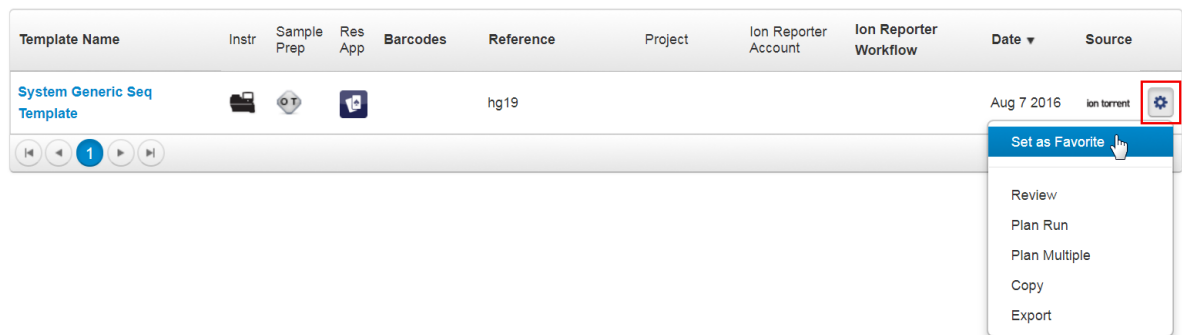 Template Name Instr Sample Prep Res App Barcodes Reference Project Ion Reporter Account Ion Reporter Workflow Date ▼ Source
System Generic Seq Template OT hg19 Aug 7 2016 ion torrent
1
Set as Favorite
Review
Plan Run
Plan Multiple
Copy
Export